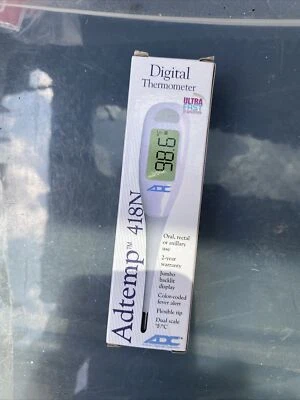 Digital
Thermometer
ULTRA
FAST
98.6
ADC
Adtemp™ 418N
Oral, rectal
or axillary
use
2-year
warranty
Jumbo
backlit
display
Color-coded
fever alert
Flexible tip
Dual scale
°F/°C
ADC